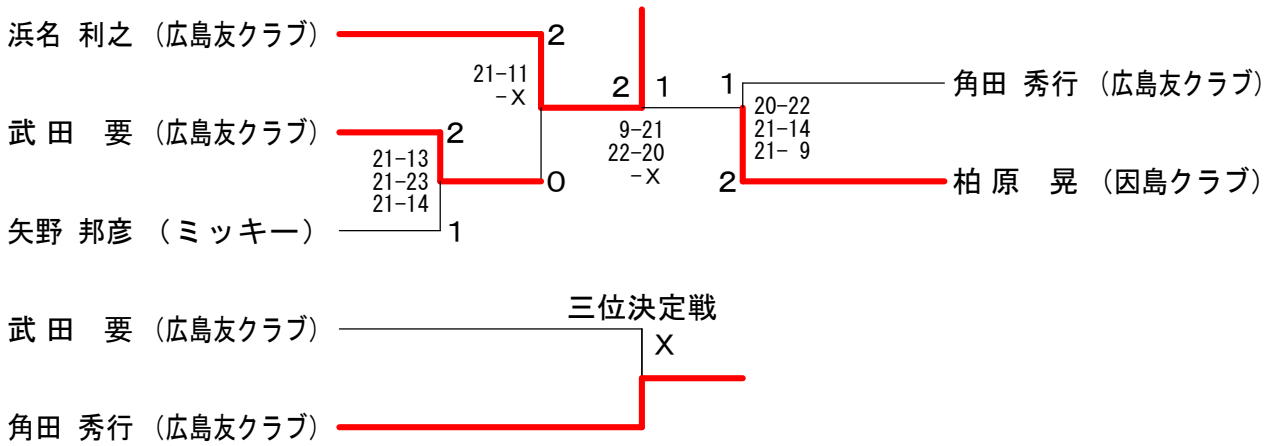 浜名 利之 (広島友クラブ)
2
21-11
-X
2
1
1
角田 秀行 (広島友クラブ)
武田 要 (広島友クラブ)
2
21-13
21-23
21-14
0
9-21
22-20
-X
20-22
21-14
21- 9
2
柏原 晃 (因島クラブ)
矢野 邦彦 (ミッキー)
1
三位決定戦
武田 要 (広島友クラブ)
X
角田 秀行 (広島友クラブ)